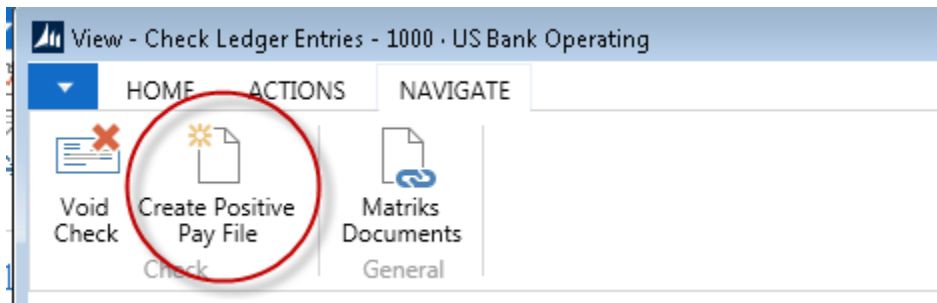 View - Check Ledger Entries - 1000 · US Bank Operating
HOME ACTIONS NAVIGATE
Void Check
Create Positive Pay File
Matriks Documents
Check General